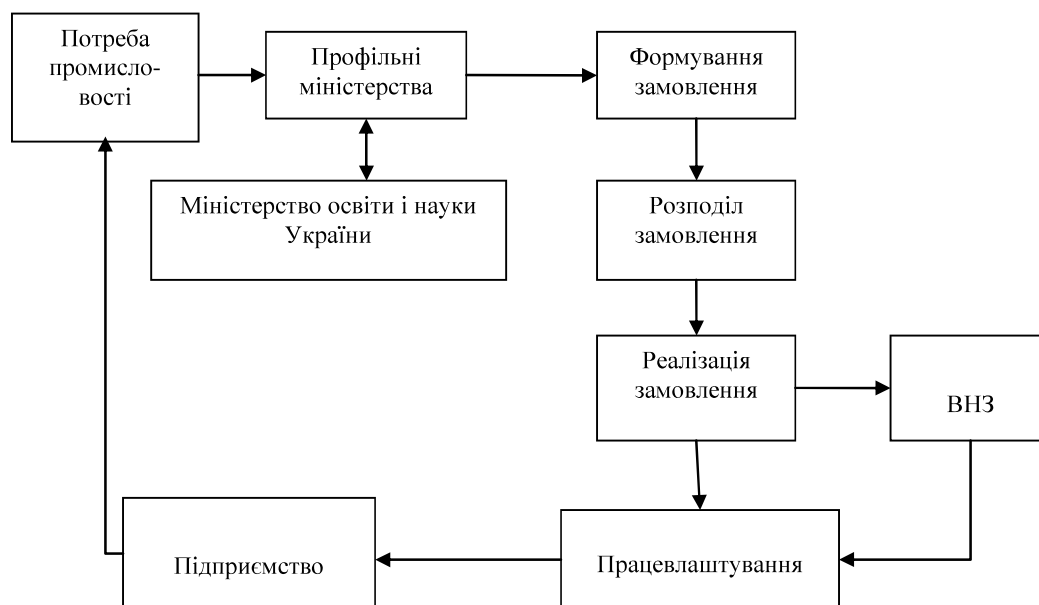 Потреба
промисло-
вості
Профільні
міністерства
Формування
замовлення
Міністерство освіти і науки
України
Розподіл
замовлення
Реалізація
замовлення
ВНЗ
Підприємство
Працевлаштування